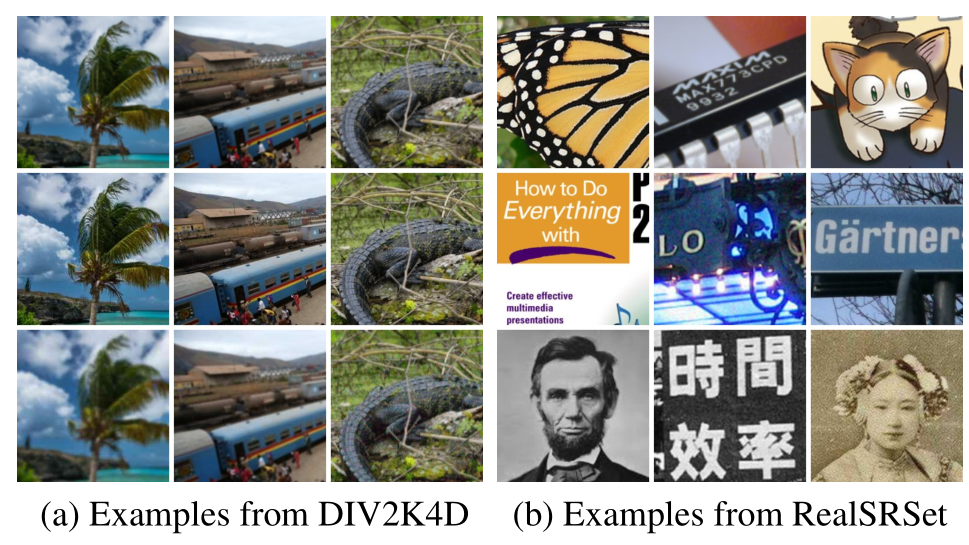 MAXIM
MAX773CPD
9932
How to Do
Everything
with
P
2
Create effective
multimedia
presentations
LO
Gärtner
時間
效率
(a) Examples from DIV2K4D
(b) Examples from RealSRSet